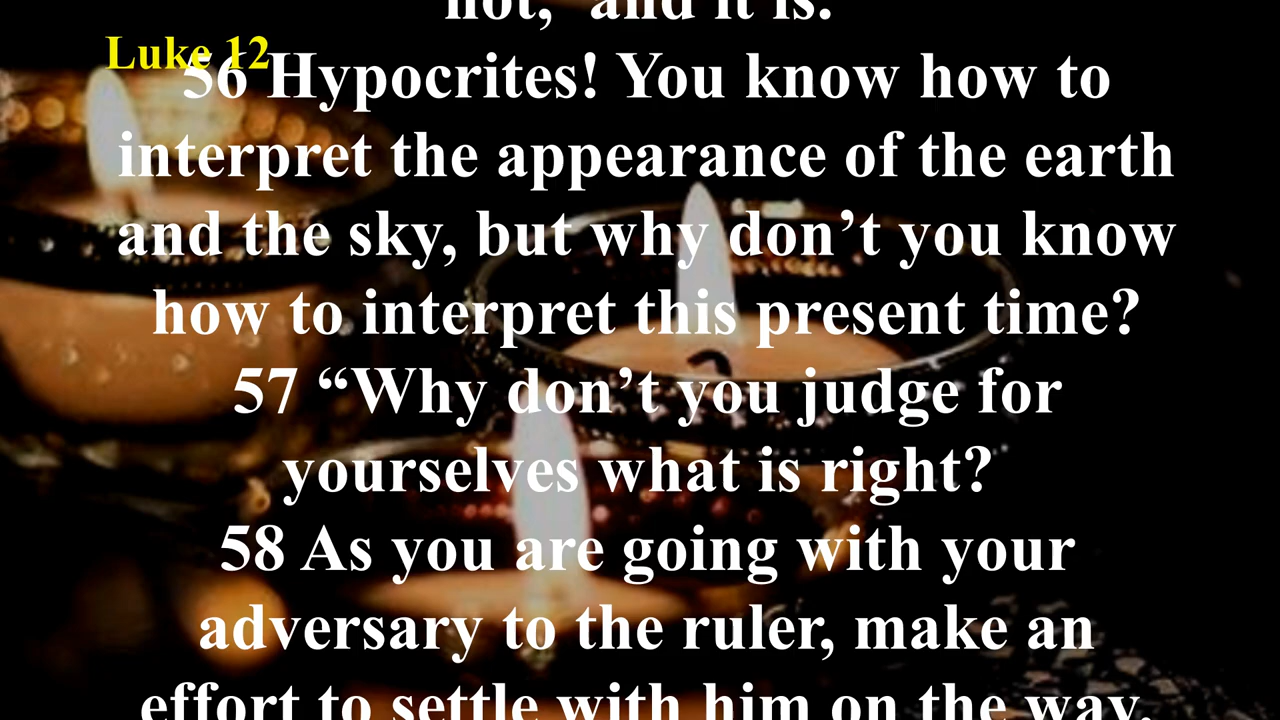 not,' and it is.
Luke 12
56 Hypocrites! You know how to
interpret the appearance of the earth
and the sky, but why don’t you know
how to interpret this present time?
57 “Why don’t you judge for
yourselves what is right?
58 As you are going with your
adversary to the ruler, make an
effort to settle with him on the way.